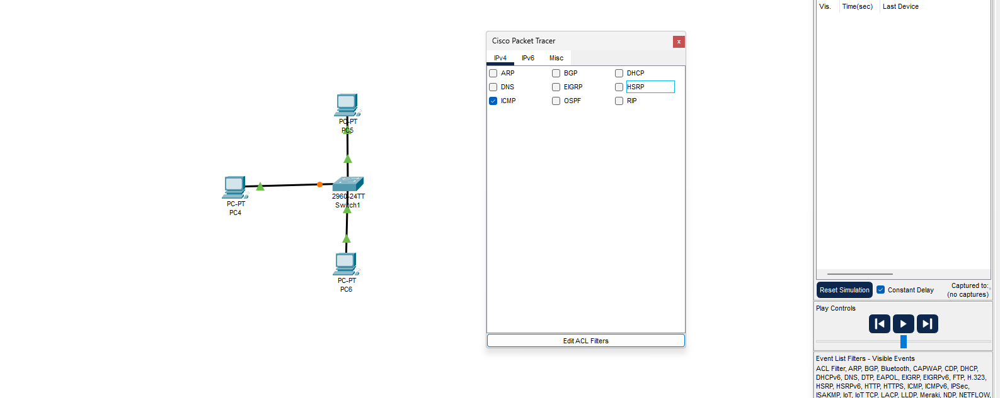 Vis. Time(sec) Last Device
Cisco Packet Tracer
x
IPv4 IPv6 Misc
ARP BGP DHCP
DNS EIGRP HSRP
ICMP OSPF RIP
PC-PT
PC5
2960-24TT
Switch1
PC-PT
PC4
PC-PT
PC6
Edit ACL Filters
Reset Simulation Constant Delay Captured to:
(no captures)
Play Controls
Event List Filters - Visible Events
ACL Filter, ARP, BGP, Bluetooth, CAPWAP, CDP, DHCP,
DHCPv6, DNS, DTP, EAPOL, EIGRP, EIGRPv6, FTP, H.323,
HSRP, HSRPv6, HTTP, HTTPS, ICMP, ICMPv6, IPSec,
ISAKMP, IoT, IoT TCP, LACP, LLDP, Meraki, NDP, NETFLOW,